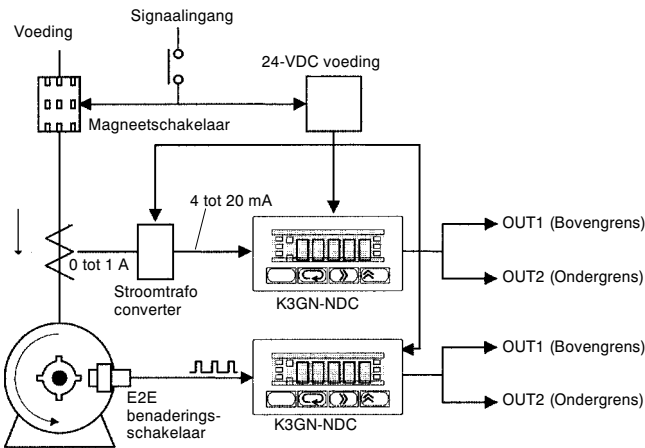 Signaalingang
Voeding
24-VDC voeding
Magneetschakelaar
4 tot 20 mA
OUT1 (Bovengrens)
0 tot 1 A
OUT2 (Ondergrens)
Stroomtrafo
converter
K3GN-NDC
OUT1 (Bovengrens)
E2E
benaderings-
schakelaar
OUT2 (Ondergrens)
K3GN-NDC